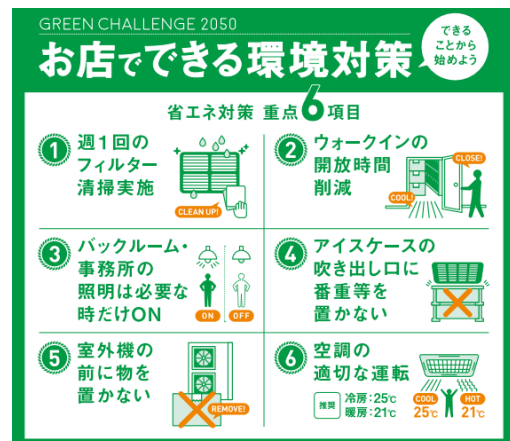 GREEN CHALLENGE 2050
お店でできる環境対策
できる
ことから
始めよう
省エネ対策 重点6項目
1
週1回の
フィルター
清掃実施
CLEAN UP!
2
ウォークインの
開放時間
削減
CLOSE!
COOL!
3
バックルーム・
事務所の
照明は必要な
時だけON
ON
OFF
4
アイスケースの
吹き出し口に
番重等を
置かない
5
室外機の
前に物を
置かない
REMOVE!
6
空調の
適切な運転
推奨
冷房:25℃
暖房:21℃
COOL
25℃
HOT
21℃